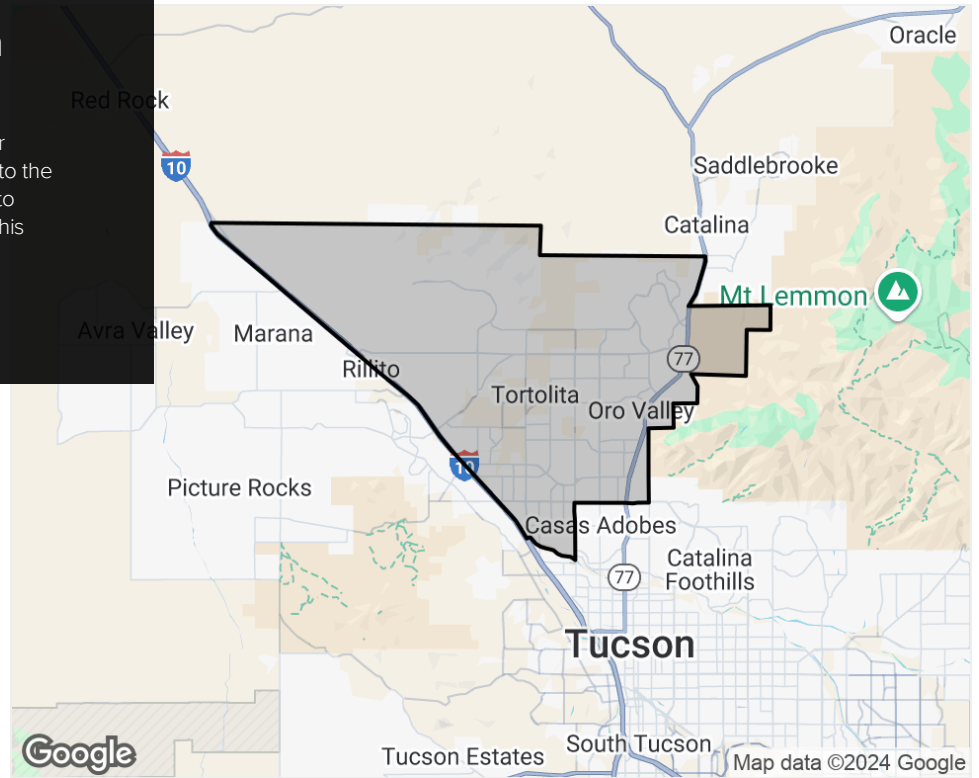 Oracle
Red Rock
r
to the
to
his
10
Saddlebrooke
Catalina
Mt Lemmon
Avra Valley
Marana
Rillito
77
Tortolita
Oro Valley
10
Picture Rocks
Casas Adobes
Catalina
Foothills
77
Tucson
South Tucson
Tucson Estates
Google
Map data ©2024 Google